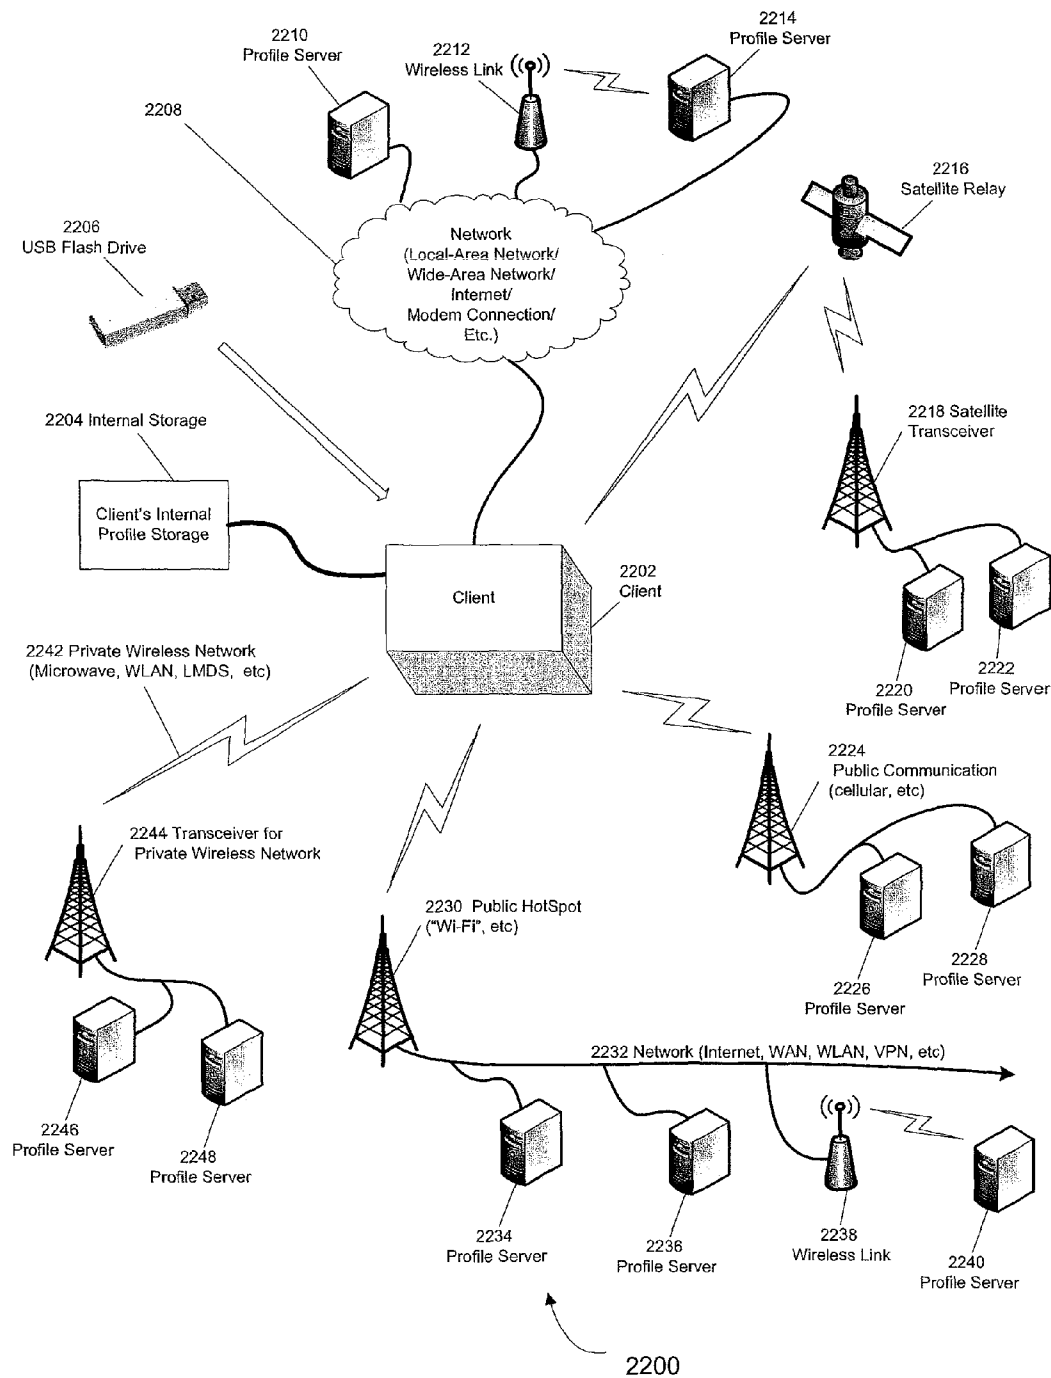 2210
Profile Server
2212
Wireless Link
2214
Profile Server
2208
2216
Satellite Relay
2206
USB Flash Drive
Network
(Local-Area Network/
Wide-Area Network/
Internet/
Modem Connection/
Etc.)
2204 Internal Storage
2218 Satellite
Transceiver
Client's Internal
Profile Storage
Client
2202
Client
2220
Profile Server
2222
Profile Server
2242 Private Wireless Network
(Microwave, WLAN, LMDS, etc)
2224
Public Communication
(cellular, etc)
2244 Transceiver for
Private Wireless Network
2230 Public HotSpot
("Wi-Fi", etc)
2226
Profile Server
2228
Profile Server
2232 Network (Internet, WAN, WLAN, VPN, etc)
2246
Profile Server
2248
Profile Server
2234
Profile Server
2236
Profile Server
2238
Wireless Link
2240
Profile Server
2200